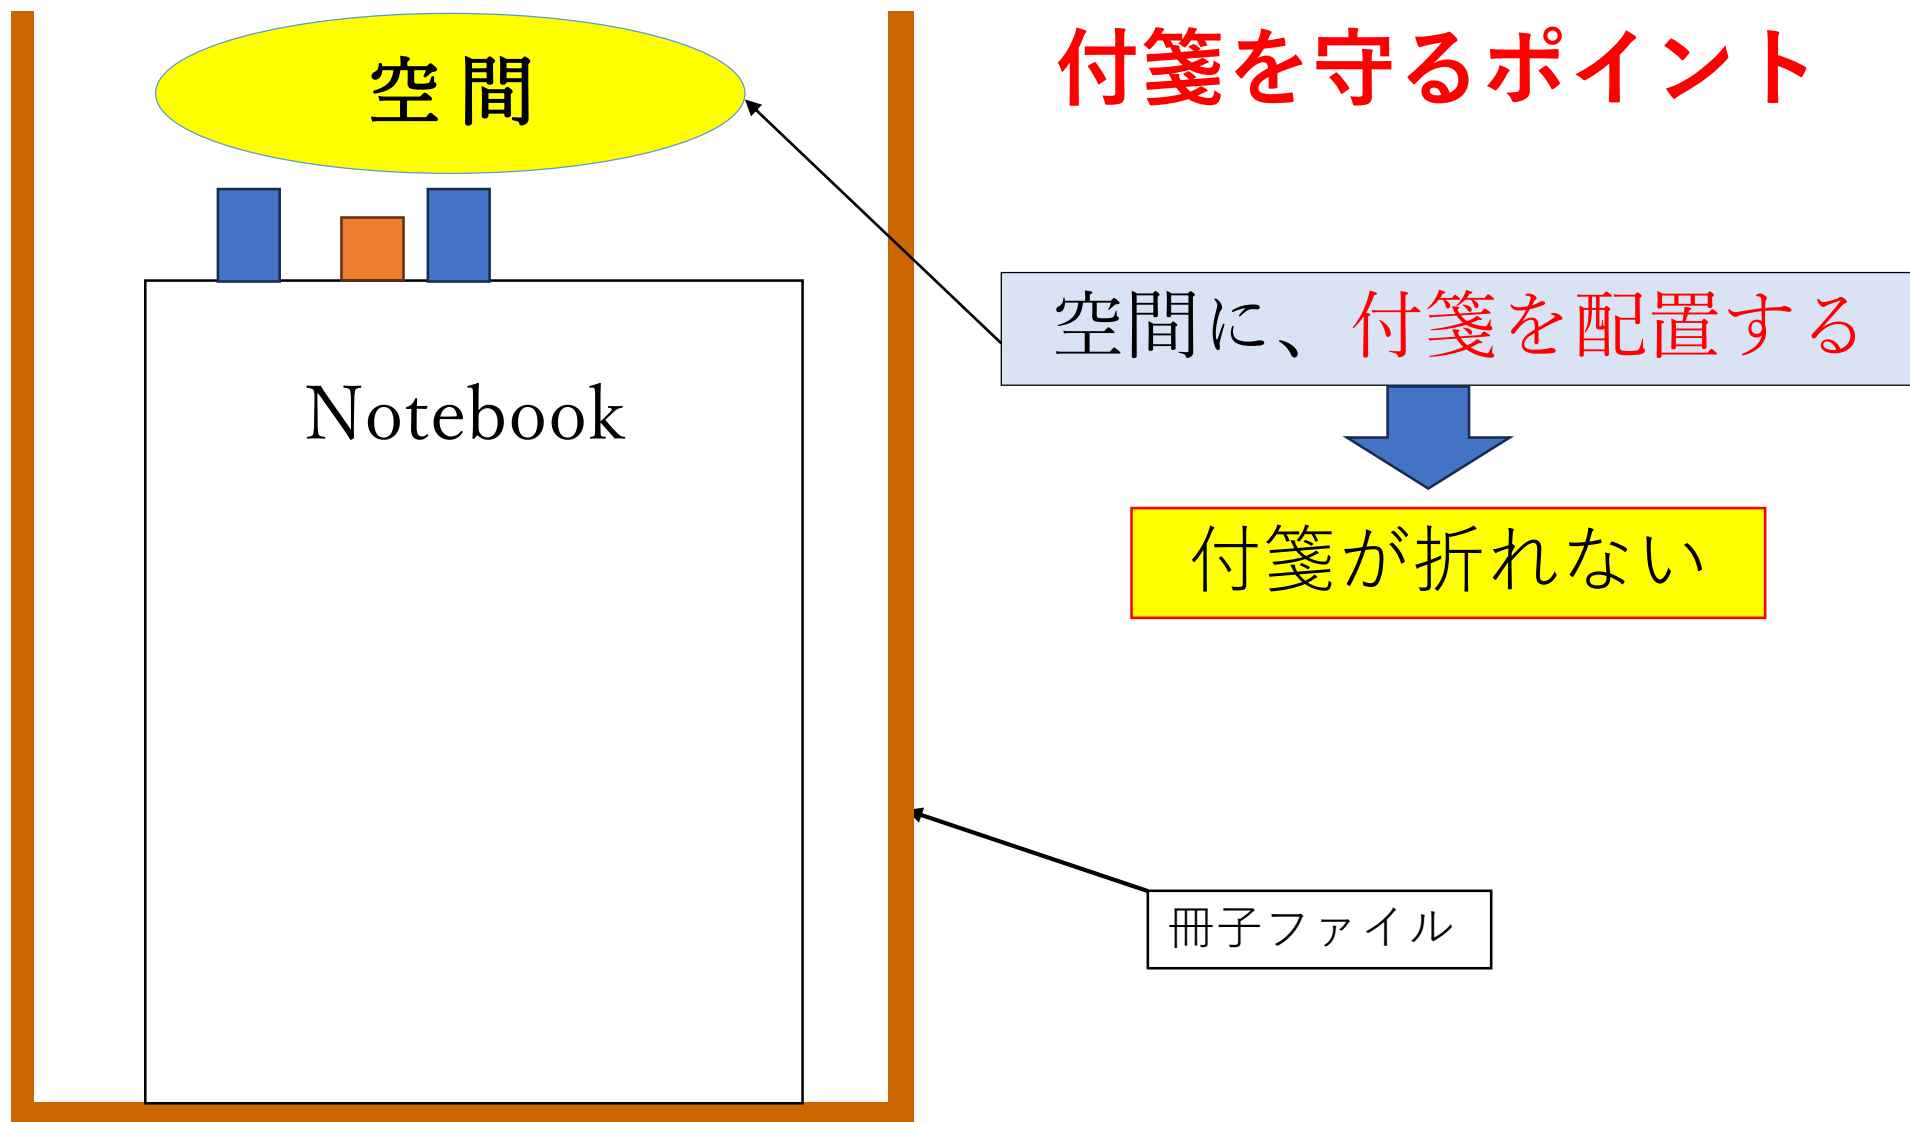 空間
付箋を守るポイント
空間に、付箋を配置する
Notebook
付箋が折れない
冊子ファイル